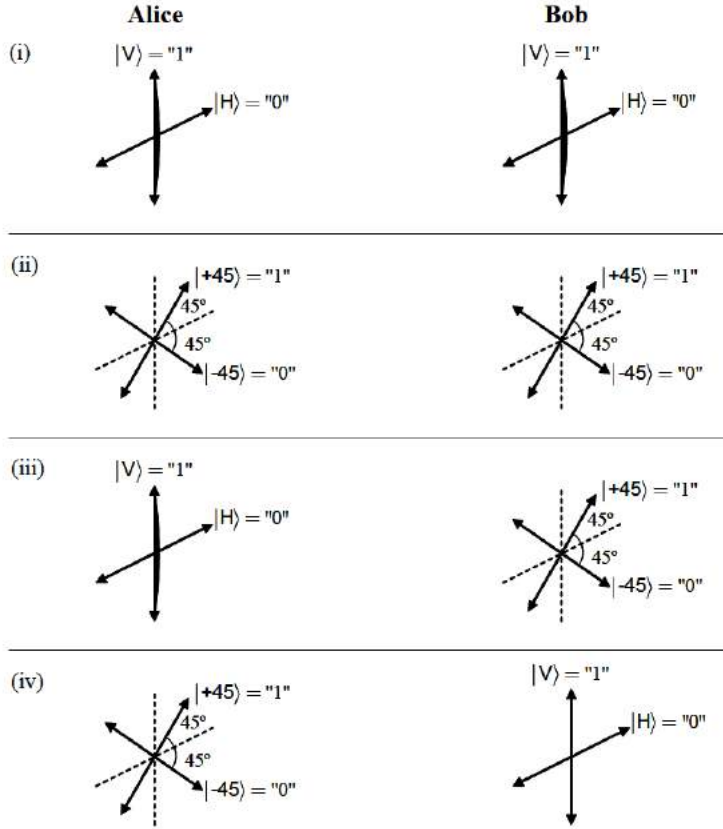 Alice Bob
(i)
|V⟩ = "1" |V⟩ = "1"
|H⟩ = "0" |H⟩ = "0"
(ii)
|+45⟩ = "1" |+45⟩ = "1"
45° 45°
45° 45°
|-45⟩ = "0" |-45⟩ = "0"
(iii)
|V⟩ = "1" |+45⟩ = "1"
|H⟩ = "0" 45°
45°
|-45⟩ = "0"
(iv)
|V⟩ = "1"
|+45⟩ = "1"
45° |H⟩ = "0"
45°
|-45⟩ = "0"